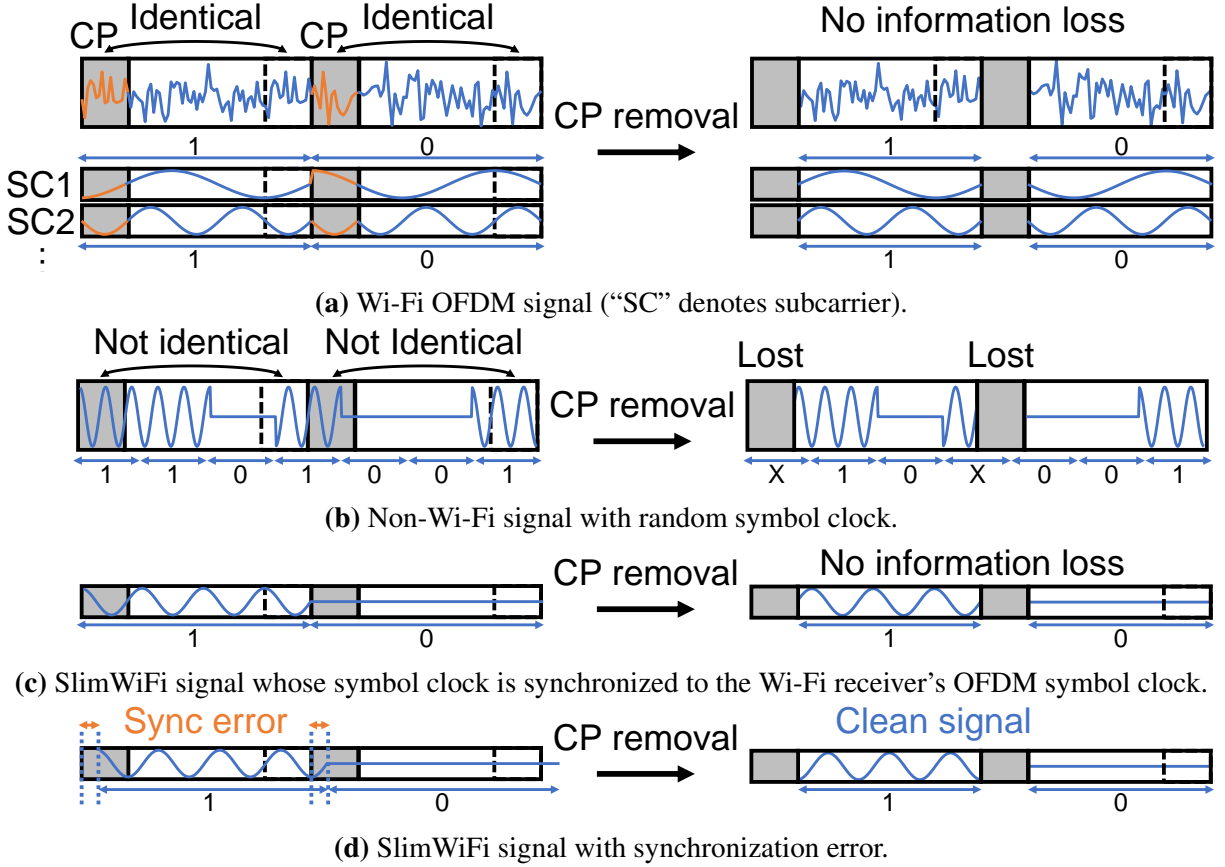 Identical Identical No information loss
CP CP
CP removal
1 0 1 0
SC1
SC2
⋮
1 0 1 0
(a) Wi-Fi OFDM signal (“SC” denotes subcarrier).
Not identical Not Identical Lost Lost
CP removal
1 1 0 1 0 0 1 X 1 0 X 0 0 1
(b) Non-Wi-Fi signal with random symbol clock.
CP removal No information loss
1 0 1 0
(c) SlimWiFi signal whose symbol clock is synchronized to the Wi-Fi receiver’s OFDM symbol clock.
Sync error CP removal Clean signal
1 0 1 0
(d) SlimWiFi signal with synchronization error.